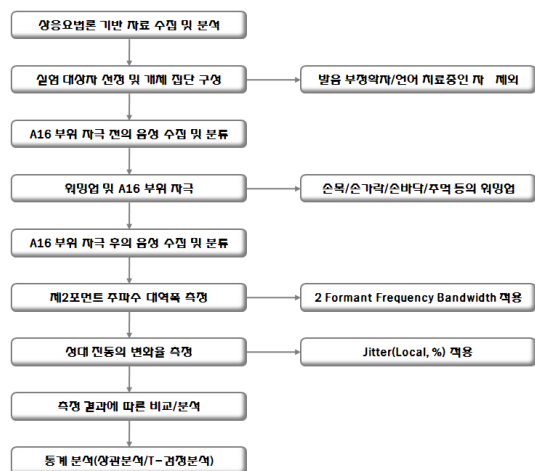 상응요법론 기반 자료 수집 및 분석
실험 대상자 선정 및 개체 집단 구성
발음 부정확자/언어 치료중인 자 제외
A16 부위 자극 전의 음성 수집 및 분류
워밍업 및 A16 부위 자극
손목/손가락/손바닥/주먹 등의 워밍업
A16 부위 자극 후의 음성 수집 및 분류
제2포먼트 주파수 대역폭 측정
2 Formant Frequency Bandwidth 적용
성대 진동의 변화율 측정
Jitter(Local, %) 적용
측정 결과에 따른 비교/분석
통계 분석(상관분석/T-검정분석)